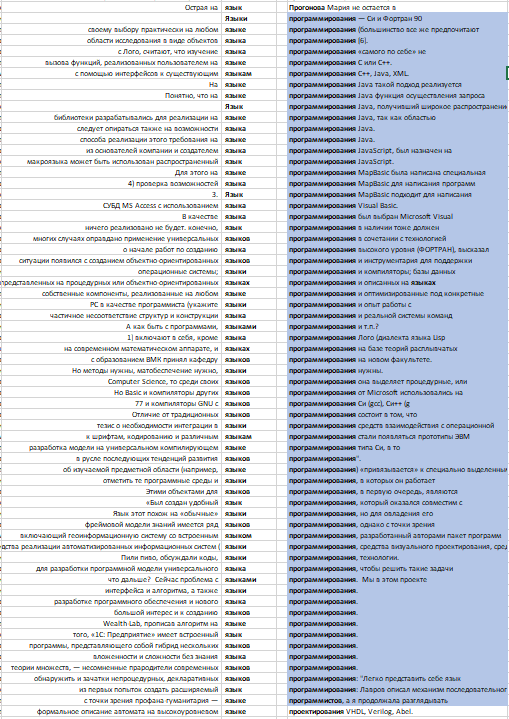 Острая на язык Прогонова Мария не остается в
Языки программирования — Си и Фортран 90
своему выбору практически на любом языке программирования (большинство все же предпочитают
области исследования в виде объектов языке программирования [6].
с Лого, считают, что изучение языка программирования «самого по себе» не
вызова функций, реализованных пользователем на языке программирования С или С++.
с помощью интерфейсов к существующим языкам программирования С++, Java, XML.
На языке программирования Java такой подход реализуется
Понятно, что на языке программирования Java функция осуществления запроса
Язык программирования Java, получивший широкое распространение
библиотеки разрабатывались для реализации на языке программирования Java, так как областью
следует опираться также на возможности языка программирования Java.
способа реализации этого требования на языке программирования Java.
из основателей компании и создателем языка программирования JavaScript, был назначен на
макроязыка может быть использован распространенный язык программирования JavaScript.
Для этого на языке программирования MapBasic была написана специальная
4) проверка возможностей языка программирования MapBasic для написания программ
3. Язык программирования MapBasic подходит для написания
СУБД MS Access с использованием языка программирования Visual Basic.
В качестве языка программирования был выбран Microsoft Visual
ничего реализовано не будет. конечно, язык программирования в наличии тоже должен
многих случаях оправдано применение универсальных языков программирования в сочетании с технологией
о начале работ по созданию языка программирования высокого уровня (ФОРТРАН), высказал
ситуации появился с созданием объектно ориентированных языков программирования и инструментария для поддержки
операционные системы; языки программирования и компиляторы; базы данных
представленных на процедурных или объектно ориентированных языках программирования и описанных на языках
собственные компоненты, реализованные на любом языке программирования и оптимизированные под конкретные
PC в качестве программиста (укажите языки программирования и опыт работы с
частичное несоответствие структур и конструкции языка программирования и реальной системы команд
А как быть с программами, языками программирования и т.п.?
1) включают в себя, кроме языка программирования Лого (диалекта языка Lisp
на современном математическом аппарате, и языках программирования на базе теории расплывчатых
с образованием ВМК принял кафедру языков программирования на новом факультете.
Но методы нужны, матобеспечение нужно, языки программирования нужны.
Computer Science, то среди своих языков программирования она выделяет процедурные, или
Но Basic и компиляторы других языков программирования от Microsoft использовались на
77 и компиляторы GNU с языков программирования Си (gcc), Си++ (g
Отличие от традиционных языков программирования состоит в том, что
тезис о необходимости интеграции в языки программирования средств взаимодействия с операционной
к шрифтам, кодированию и различным языкам программирования стали появляться прототипы ЭВМ
разработка модели на универсальном компилирующем языке программирования типа Си, в то
в русле последующих тенденций развития языков программирования".
об изучаемой предметной области (например, языке программирования) «привязывается» к специально выделенным
отметить те программные среды и языки программирования, в которых он работает
Этими объектами для языков программирования, в первую очередь, являются
«Был создан удобный язык программирования, который оказался совместим с
Язык этот похож на «обычные» языки программирования, но для овладения его
фреймовой модели знаний имеется ряд языков программирования, однако с точки зрения
включающий геоинформационную систему со встроенным языком программирования, разработанный авторами пакет программ
средства реализации автоматизированных информационных систем ( языки программирования, средства визуального проектирования,
Пили пиво, обсуждали коды, языки программирования, технологии.
для разработки программной модели универсального языка программирования, чтобы решить такие задачи
что дальше? Сейчас проблема с языками программирования. Мы в этом проекте
интерфейса и алгоритма, а также языки программирования.
разработке программного обеспечения и нового языка программирования.
большой интерес и к созданию языков программирования.
Wealth-Lab, прописав алгоритм на языке программирования.
того, «1С: Предприятие» имеет встроенный язык программирования.
программы, представляющего собой гибрид нескольких языков программирования.
вложенности и сложности без знания языка программирования.
теории множеств, — несомненные прародители современных языков программирования.
обнаружить и зачатки непроцедурных, декларативных языков программирования: "Легко представить себе язык
из первых попыток создать расширяемый язык программирования: Лавров описал механизм последовательного
с точки зрения профана-гуманитария — языке программистов, а я продолжала разглядывать
формальное описание автомата на высокоуровневом языке проектирования VHDL, Verilog, Abel.